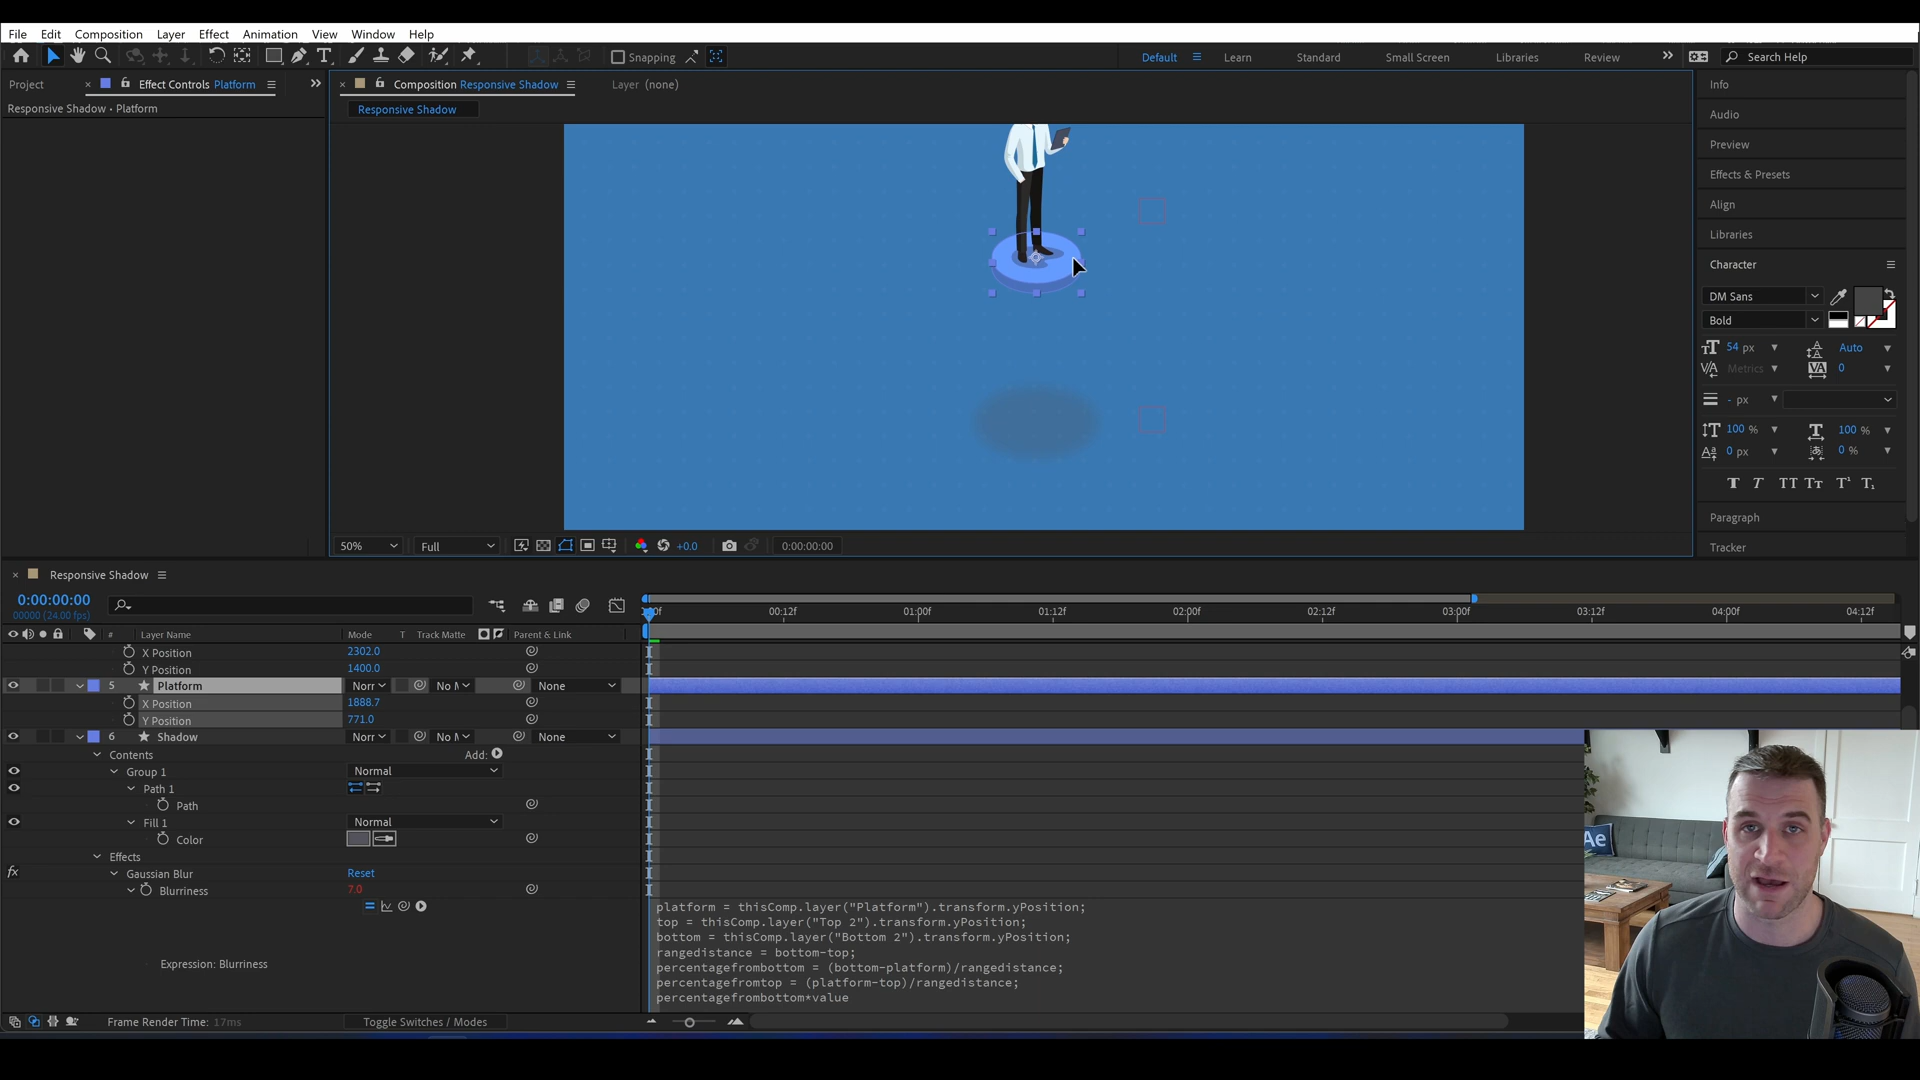 File Edit Composition Layer Effect Animation View Window Help
Snapping
Default Learn Standard Small Screen Libraries Review
Search Help
Project
Effect Controls Platform
Responsive Shadow • Platform
Composition Responsive Shadow
Layer (none)
Responsive Shadow
50%
Full
+0.0
0:00:00:00
Info
Audio
Preview
Effects & Presets
Align
Libraries
Character
DM Sans
Bold
54 px
Auto
Metrics
0
- px
100 %
100 %
0 px
0 %
Paragraph
Tracker
Responsive Shadow
0:00:00:00
00000 (24.00 fps)
00:12f 01:00f 01:12f 02:00f 02:12f 03:00f 03:12f 04:00f 04:12f
# Layer Name Mode T Track Matte Parent & Link
X Position 2302.0
Y Position 1400.0
5 Platform Norr No M None
X Position 1888.7
Y Position 771.0
6 Shadow Norr No M None
Contents Add:
Group 1 Normal
Path 1
Path
Fill 1 Normal
Color
Effects
fx Gaussian Blur Reset
Blurriness 7.0
Expression: Blurriness
platform = thisComp.layer("Platform").transform.yPosition;
top = thisComp.layer("Top 2").transform.yPosition;
bottom = thisComp.layer("Bottom 2").transform.yPosition;
rangedistance = bottom-top;
percentagefrombottom = (bottom-platform)/rangedistance;
percentagefromtop = (platform-top)/rangedistance;
percentagefrombottom*value
Frame Render Time: 17ms
Toggle Switches / Modes
Ae